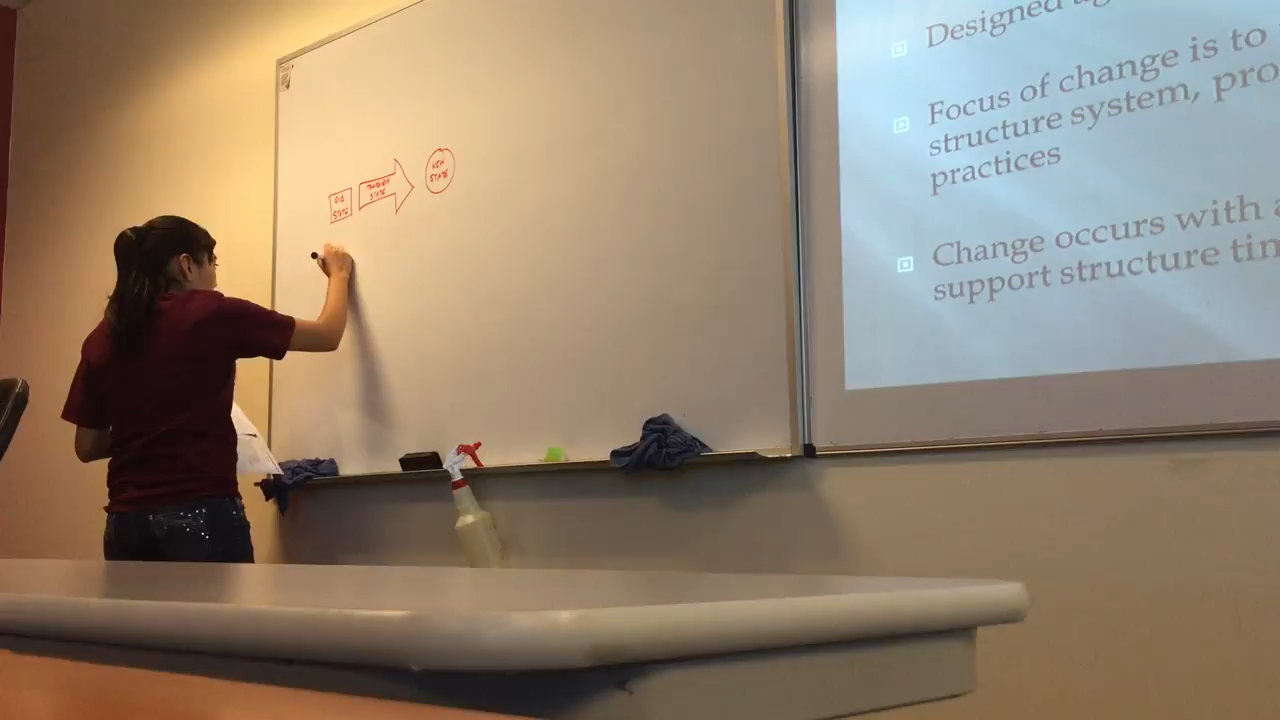 OLD
STATE
TRANSITION
STATE
NEW
STATE
Designed
Focus of change is to
structure system, pro
practices
Change occurs with a
support structure tim